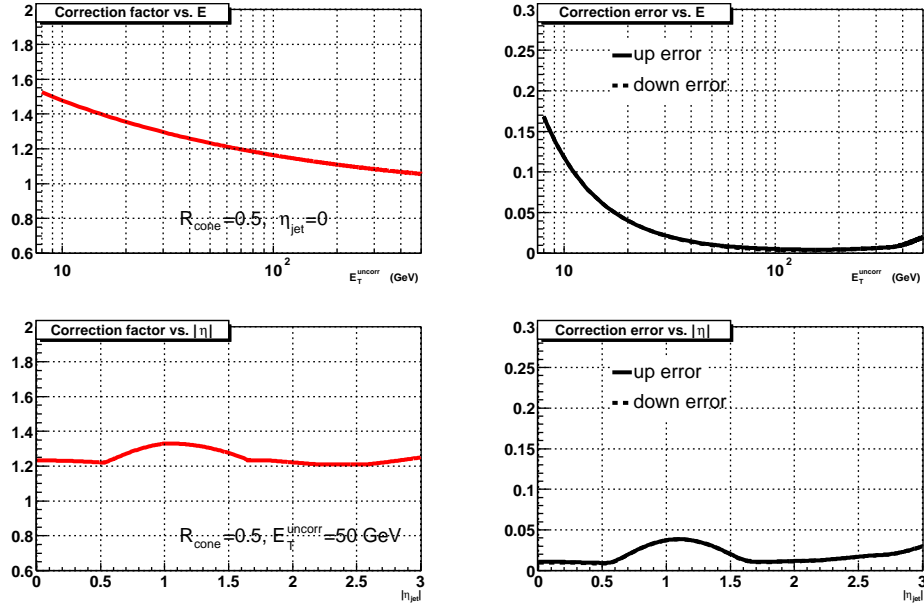 Correction factor vs. E
2
1.8
1.6
1.4
1.2
1
0.8
0.6
R_cone=0.5, η_jet=0
10
10^2
E_T^uncorr (GeV)
Correction error vs. E
0.3
0.25
0.2
0.15
0.1
0.05
0
up error
down error
10
10^2
E_T^uncorr (GeV)
Correction factor vs. |η|
2
1.8
1.6
1.4
1.2
1
0.8
0.6
R_cone=0.5, E_T^uncorr=50 GeV
0 0.5 1 1.5 2 2.5 3
|η_jet|
Correction error vs. |η|
0.3
0.25
0.2
0.15
0.1
0.05
0
up error
down error
0 0.5 1 1.5 2 2.5 3
|η_jet|